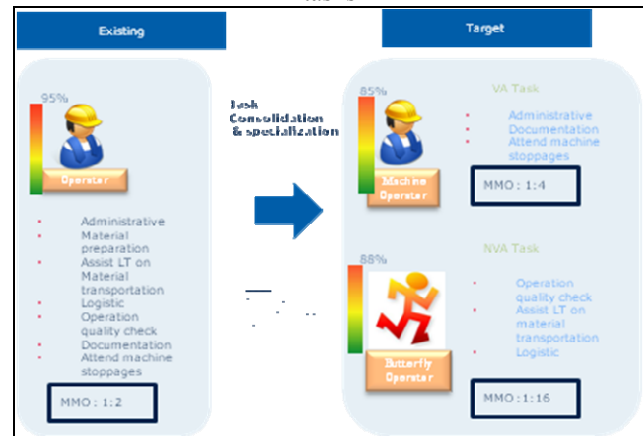 Existing
95%
Operator
Administrative
Material
preparation
Assist LT on
Material
transportation
Logistic
Operation
quality check
Documentation
Attend machine
stoppages
MMO : 1:2
Task
Consolidation
& specialization
Target
85%
Machine
Operator
VA Task
Administrative
Documentation
Attend machine
stoppages
MMO : 1:4
88%
Butterfly
Operator
NVA Task
Operation
quality check
Assist LT on
material
transportation
Logistic
MMO : 1:16